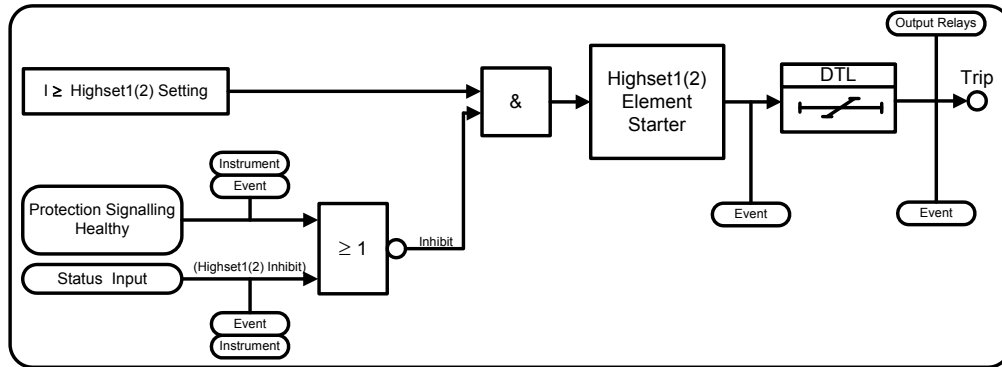 Output Relays
I ≥ Highset1(2) Setting
&
Highset1(2)
Element
Starter
DTL
Trip
Instrument
Event
Protection Signalling
Healthy
≥ 1
Inhibit
Event
Event
Status Input
(Highset1(2) Inhibit)
Event
Instrument